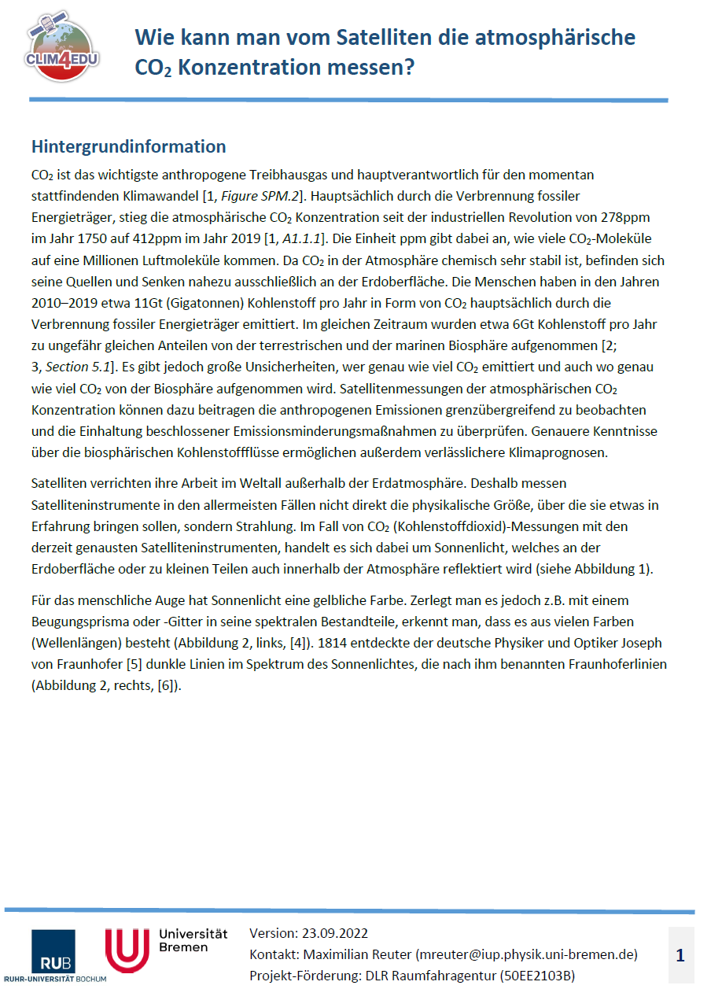 CLIM4EDU
Wie kann man vom Satelliten die atmosphärische
CO₂ Konzentration messen?
Hintergrundinformation
CO₂ ist das wichtigste anthropogene Treibhausgas und hauptverantwortlich für den momentan
stattfindenden Klimawandel [1, Figure SPM.2]. Hauptsächlich durch die Verbrennung fossiler
Energieträger, stieg die atmosphärische CO₂ Konzentration seit der industriellen Revolution von 278ppm
im Jahr 1750 auf 412ppm im Jahr 2019 [1, A1.1.1]. Die Einheit ppm gibt dabei an, wie viele CO₂-Moleküle
auf eine Millionen Luftmoleküle kommen. Da CO₂ in der Atmosphäre chemisch sehr stabil ist, befinden sich
seine Quellen und Senken nahezu ausschließlich an der Erdoberfläche. Die Menschen haben in den Jahren
2010–2019 etwa 11Gt (Gigatonnen) Kohlenstoff pro Jahr in Form von CO₂ hauptsächlich durch die
Verbrennung fossiler Energieträger emittiert. Im gleichen Zeitraum wurden etwa 6Gt Kohlenstoff pro Jahr
zu ungefähr gleichen Anteilen von der terrestrischen und der marinen Biosphäre aufgenommen [2;
3, Section 5.1]. Es gibt jedoch große Unsicherheiten, wer genau wie viel CO₂ emittiert und auch wo genau
wie viel CO₂ von der Biosphäre aufgenommen wird. Satellitenmessungen der atmosphärischen CO₂
Konzentration können dazu beitragen die anthropogenen Emissionen grenzübergreifend zu beobachten
und die Einhaltung beschlossener Emissionsminderungsmaßnahmen zu überprüfen. Genauere Kenntnisse
über die biosphärischen Kohlenstoffflüsse ermöglichen außerdem verlässlichere Klimaprognosen.
Satelliten verrichten ihre Arbeit im Weltall außerhalb der Erdatmosphäre. Deshalb messen
Satelliteninstrumente in den allermeisten Fällen nicht direkt die physikalische Größe, über die sie etwas in
Erfahrung bringen sollen, sondern Strahlung. Im Fall von CO₂ (Kohlenstoffdioxid)-Messungen mit den
derzeit genausten Satelliteninstrumenten, handelt es sich dabei um Sonnenlicht, welches an der
Erdoberfläche oder zu kleinen Teilen auch innerhalb der Atmosphäre reflektiert wird (siehe Abbildung 1).
Für das menschliche Auge hat Sonnenlicht eine gelbliche Farbe. Zerlegt man es jedoch z.B. mit einem
Beugungsprisma oder -Gitter in seine spektralen Bestandteile, erkennt man, dass es aus vielen Farben
(Wellenlängen) besteht (Abbildung 2, links, [4]). 1814 entdeckte der deutsche Physiker und Optiker Joseph
von Fraunhofer [5] dunkle Linien im Spektrum des Sonnenlichtes, die nach ihm benannten Fraunhoferlinien
(Abbildung 2, rechts, [6]).
RUB
RUHR-UNIVERSITÄT BOCHUM
Universität
Bremen
Version: 23.09.2022
Kontakt: Maximilian Reuter (mreuter@iup.physik.uni-bremen.de)
Projekt-Förderung: DLR Raumfahragentur (50EE2103B)
1